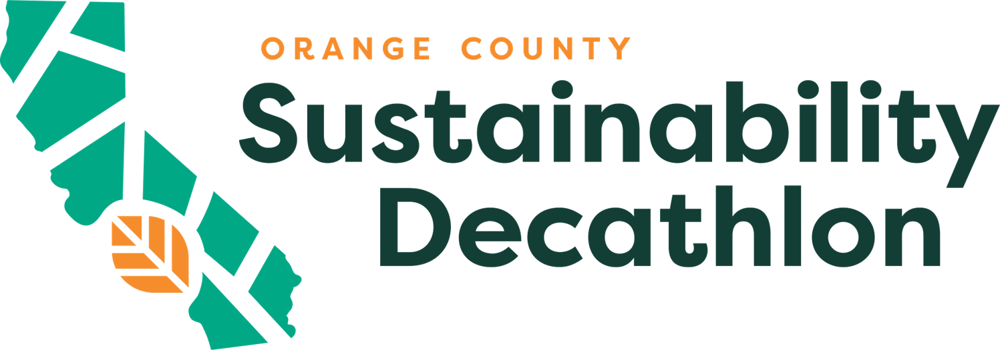 ORANGE COUNTY
Sustainability
Decathlon